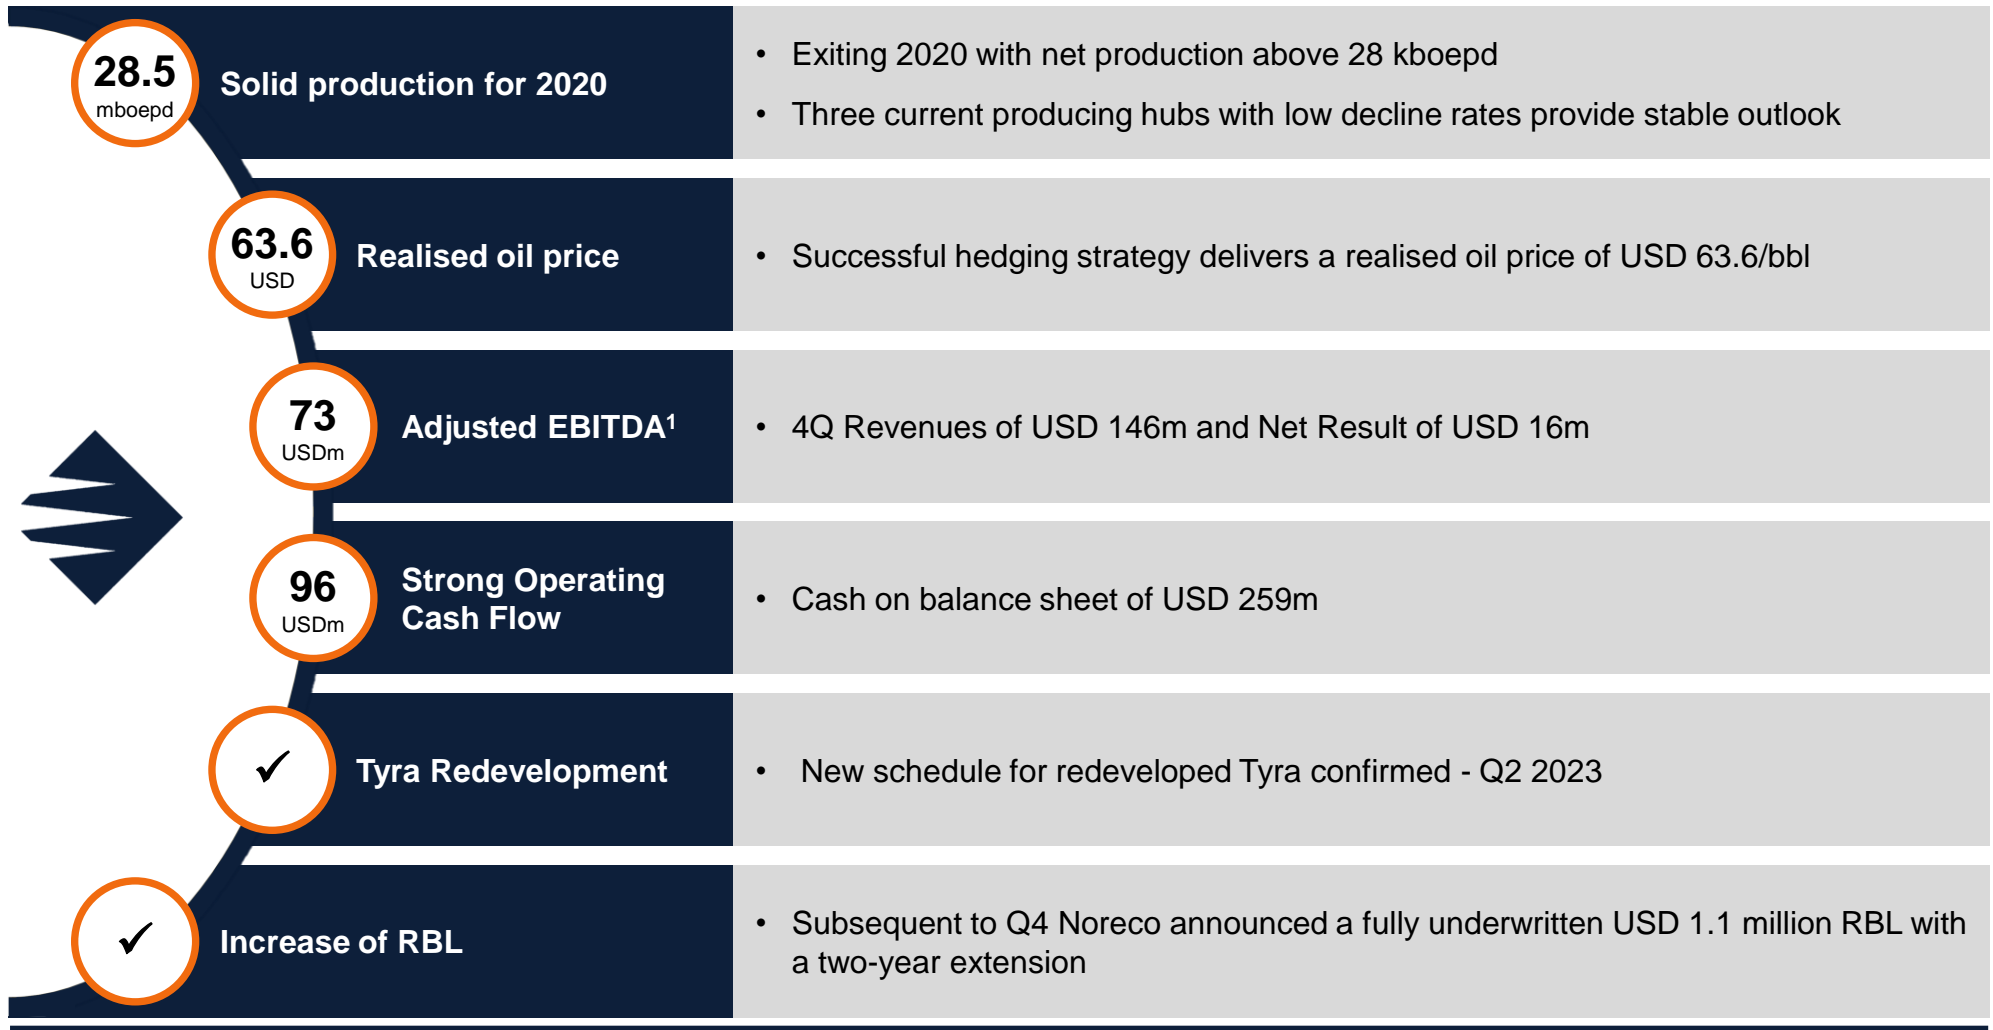 28.5
mboepd
Solid production for 2020
• Exiting 2020 with net production above 28 kboepd
• Three current producing hubs with low decline rates provide stable outlook
63.6
USD
Realised oil price
• Successful hedging strategy delivers a realised oil price of USD 63.6/bbl
73
USDm
Adjusted EBITDA¹
• 4Q Revenues of USD 146m and Net Result of USD 16m
96
USDm
Strong Operating
Cash Flow
• Cash on balance sheet of USD 259m
✓
Tyra Redevelopment
• New schedule for redeveloped Tyra confirmed - Q2 2023
✓
Increase of RBL
• Subsequent to Q4 Noreco announced a fully underwritten USD 1.1 million RBL with
a two-year extension